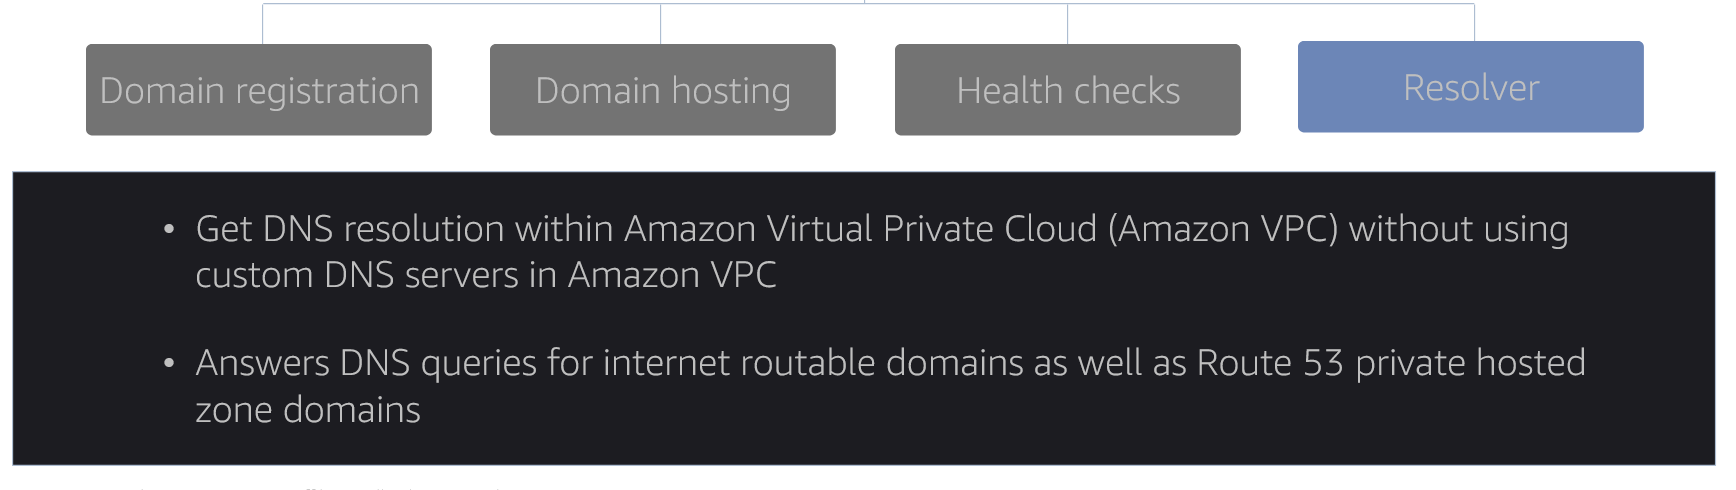 Domain registration
Domain hosting
Health checks
Resolver
• Get DNS resolution within Amazon Virtual Private Cloud (Amazon VPC) without using
custom DNS servers in Amazon VPC
• Answers DNS queries for internet routable domains as well as Route 53 private hosted
zone domains